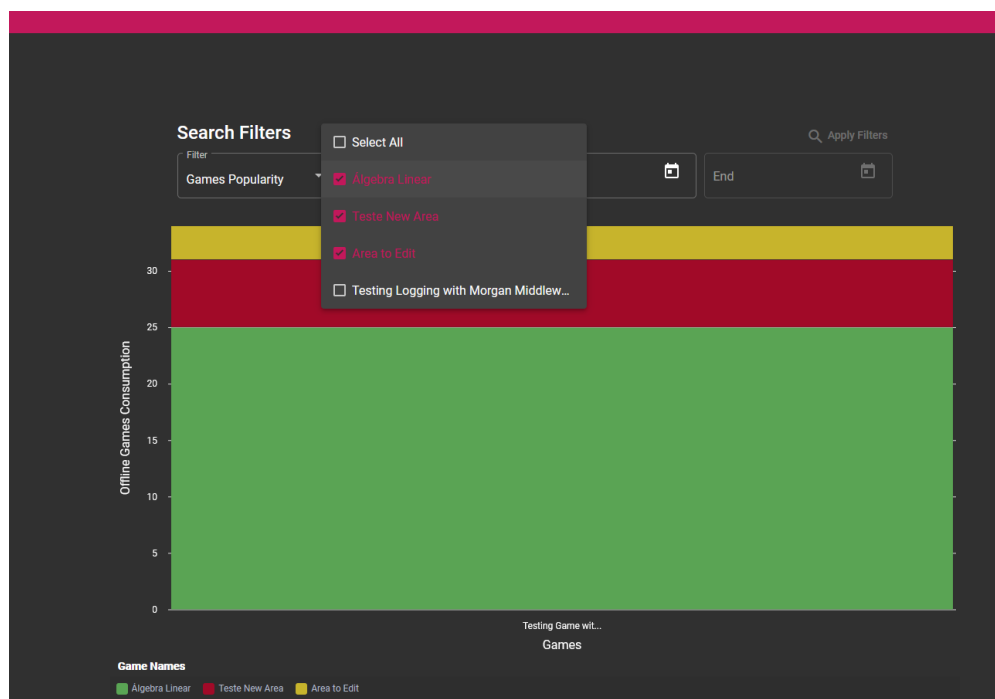 Search Filters
Select All
Apply Filters
Filter
Games Popularity
Álgebra Linear
End
Teste New Area
Area to Edit
Testing Logging with Morgan Middlew...
30
25
20
15
10
5
0
Offline Games Consumption
Testing Game wit...
Games
Game Names
Álgebra Linear Teste New Area Area to Edit